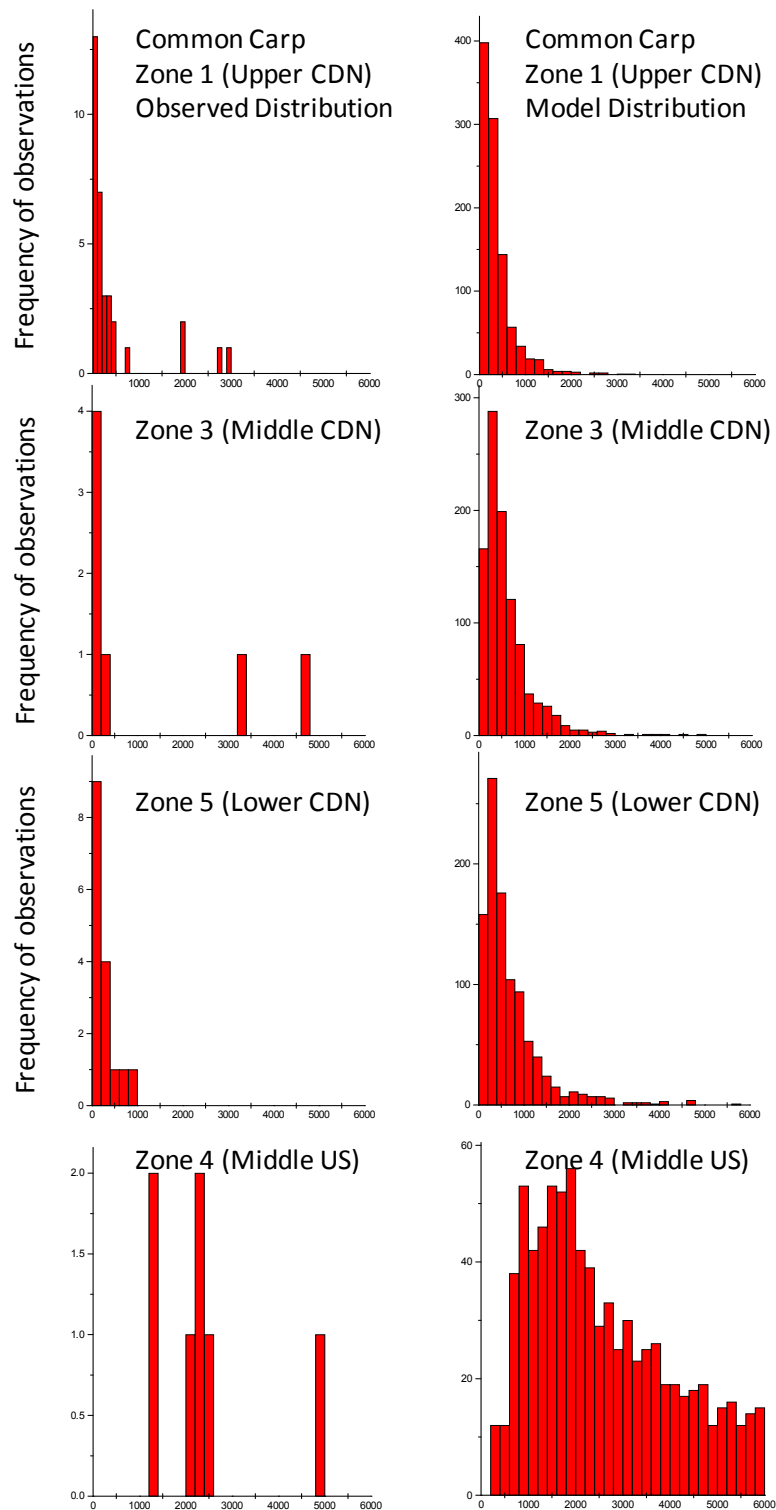 Common Carp
Zone 1 (Upper CDN)
Observed Distribution
Frequency of observations
10
5
0
1000 2000 3000 4000 5000 6000
Common Carp
Zone 1 (Upper CDN)
Model Distribution
400
300
200
100
0
0 1000 2000 3000 4000 5000 6000
Zone 3 (Middle CDN)
Frequency of observations
4
3
2
1
0
0 1000 2000 3000 4000 5000 6000
Zone 3 (Middle CDN)
300
200
100
0
0 1000 2000 3000 4000 5000 6000
Zone 5 (Lower CDN)
Frequency of observations
8
6
4
2
0
0 1000 2000 3000 4000 5000 6000
Zone 5 (Lower CDN)
200
100
0
0 1000 2000 3000 4000 5000 6000
Zone 4 (Middle US)
2.0
1.5
1.0
0.5
0.0
0 1000 2000 3000 4000 5000 6000
Zone 4 (Middle US)
60
40
20
0
0 1000 2000 3000 4000 5000 6000